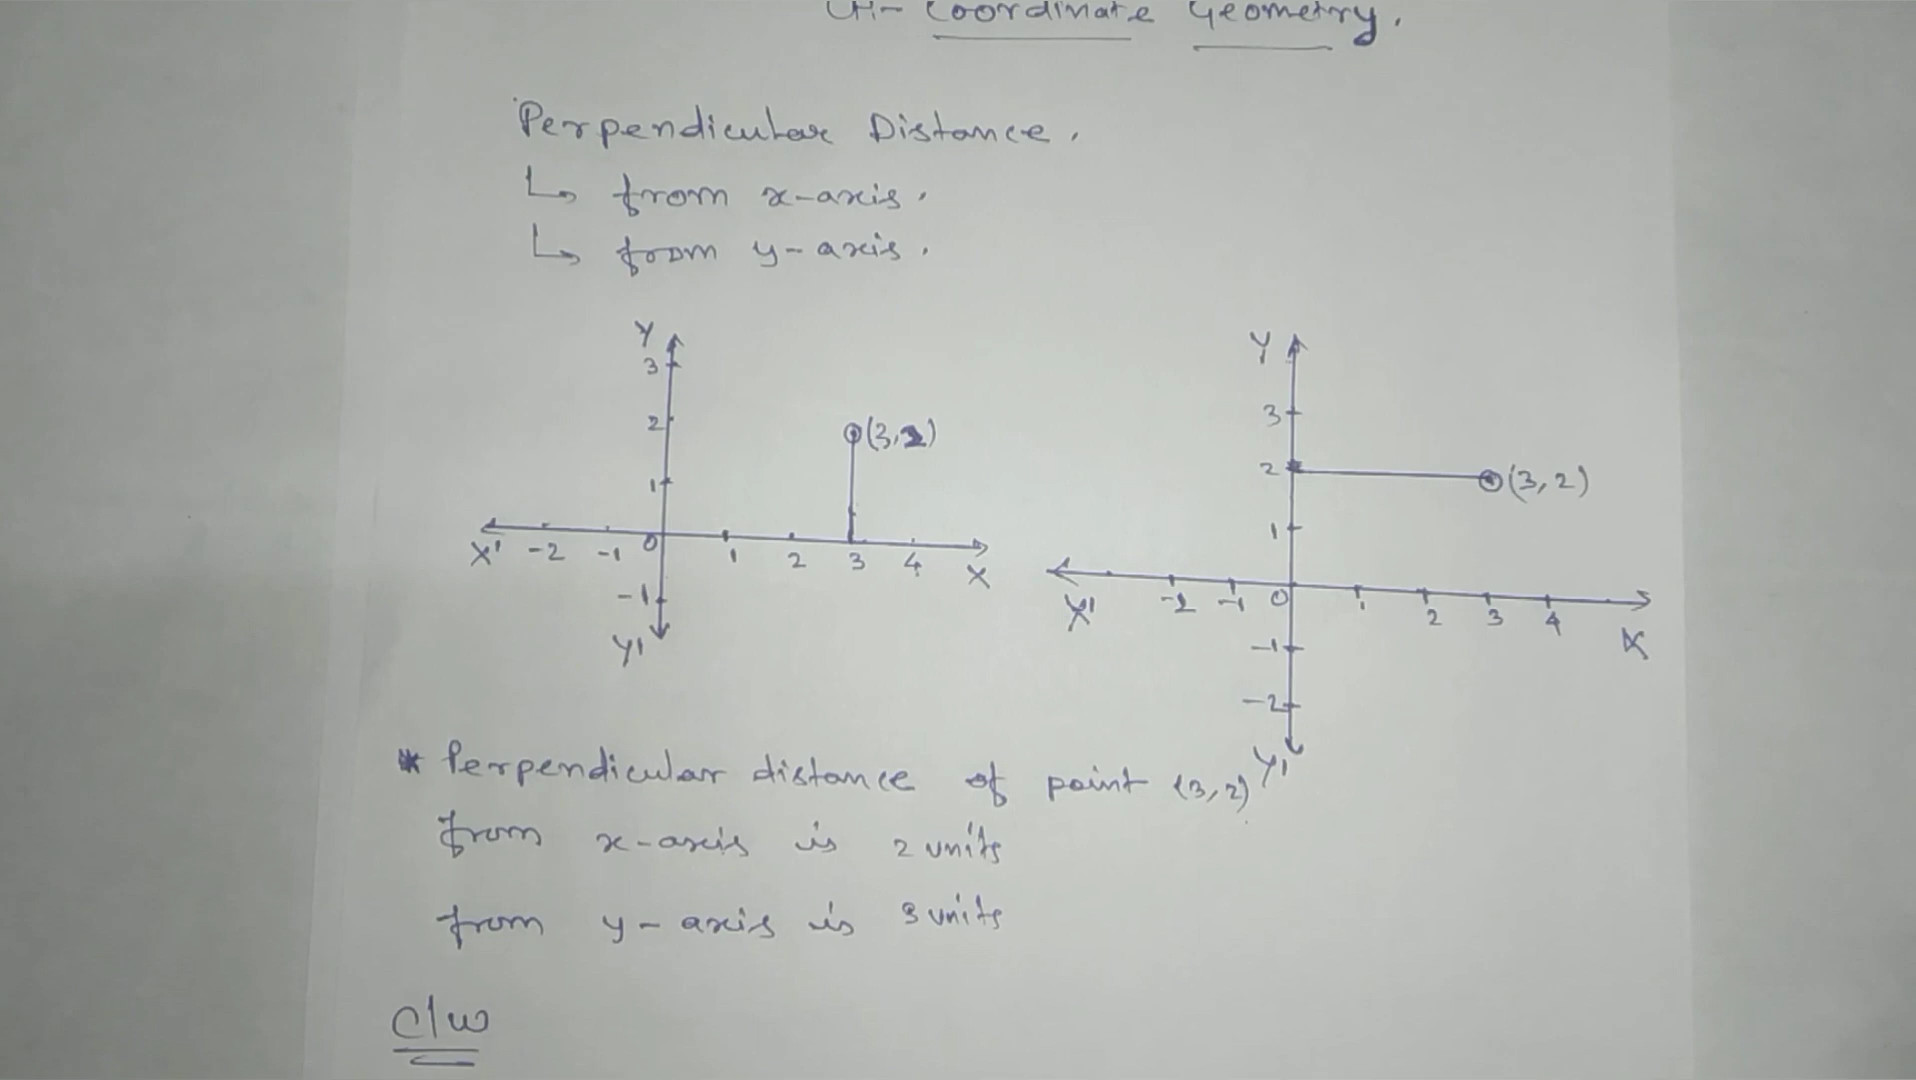 CH:- Coordinate Geometry.
Perpendicular Distance.
↳ from x-axis.
↳ from y-axis.
Y
3
2
1
(3,2)
X' -2 -1 0 1 2 3 4 X
-1
Y'
Y
3
2
1
(3,2)
X' -2 -1 0 1 2 3 4 X
-1
-2
Y'
* Perpendicular distance of point (3,2)
from x-axis is 2 units
from y-axis is 3 units
C/W